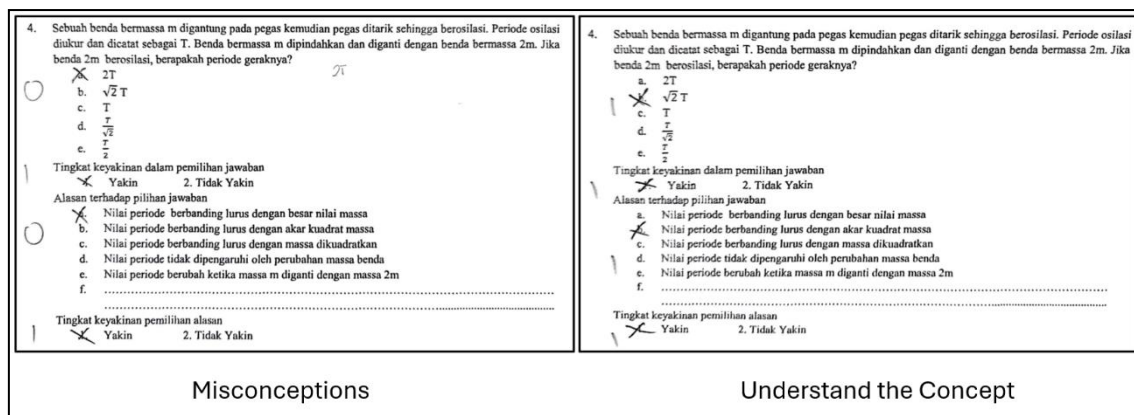 4. Sebuah benda bermassa m digantung pada pegas kemudian pegas ditarik sehingga berosilasi. Periode osilasi
diukur dan dicatat sebagai T. Benda bermassa m dipindahkan dan diganti dengan benda bermassa 2m. Jika
benda 2m berosilasi, berapakah periode geraknya?
2T
b. √2 T
c. T
d. T/√2
e. T/2
Tingkat keyakinan dalam pemilihan jawaban
Yakin 2. Tidak Yakin
Alasan terhadap pilihan jawaban
Nilai periode berbanding lurus dengan besar nilai massa
b. Nilai periode berbanding lurus dengan akar kuadrat massa
c. Nilai periode berbanding lurus dengan massa dikuadratkan
d. Nilai periode tidak dipengaruhi oleh perubahan massa benda
e. Nilai periode berubah ketika massa m diganti dengan massa 2m
f.
Tingkat keyakinan pemilihan alasan
Yakin 2. Tidak Yakin
0
1
0
1
Misconceptions
4. Sebuah benda bermassa m digantung pada pegas kemudian pegas ditarik sehingga berosilasi. Periode osilasi
diukur dan dicatat sebagai T. Benda bermassa m dipindahkan dan diganti dengan benda bermassa 2m. Jika
benda 2m berosilasi, berapakah periode geraknya?
a. 2T
√2 T
c. T
d. T/√2
e. T/2
Tingkat keyakinan dalam pemilihan jawaban
Yakin 2. Tidak Yakin
Alasan terhadap pilihan jawaban
a. Nilai periode berbanding lurus dengan besar nilai massa
Nilai periode berbanding lurus dengan akar kuadrat massa
c. Nilai periode berbanding lurus dengan massa dikuadratkan
d. Nilai periode tidak dipengaruhi oleh perubahan massa benda
e. Nilai periode berubah ketika massa m diganti dengan massa 2m
f.
Tingkat keyakinan pemilihan alasan
Yakin 2. Tidak Yakin
1
1
1
1
Understand the Concept